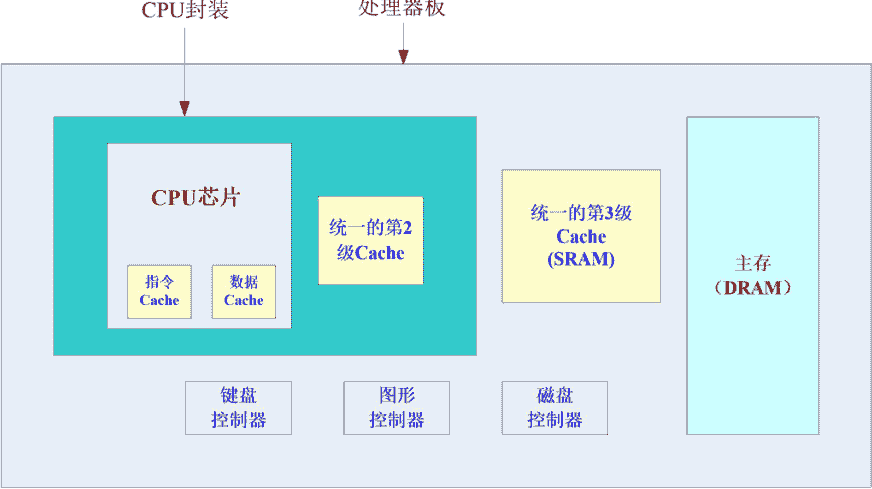 CPU封装
处理器板
CPU芯片
指令
Cache
数据
Cache
统一的第2
级Cache
统一的第3级
Cache
(SRAM)
主存
（DRAM）
键盘
控制器
图形
控制器
磁盘
控制器